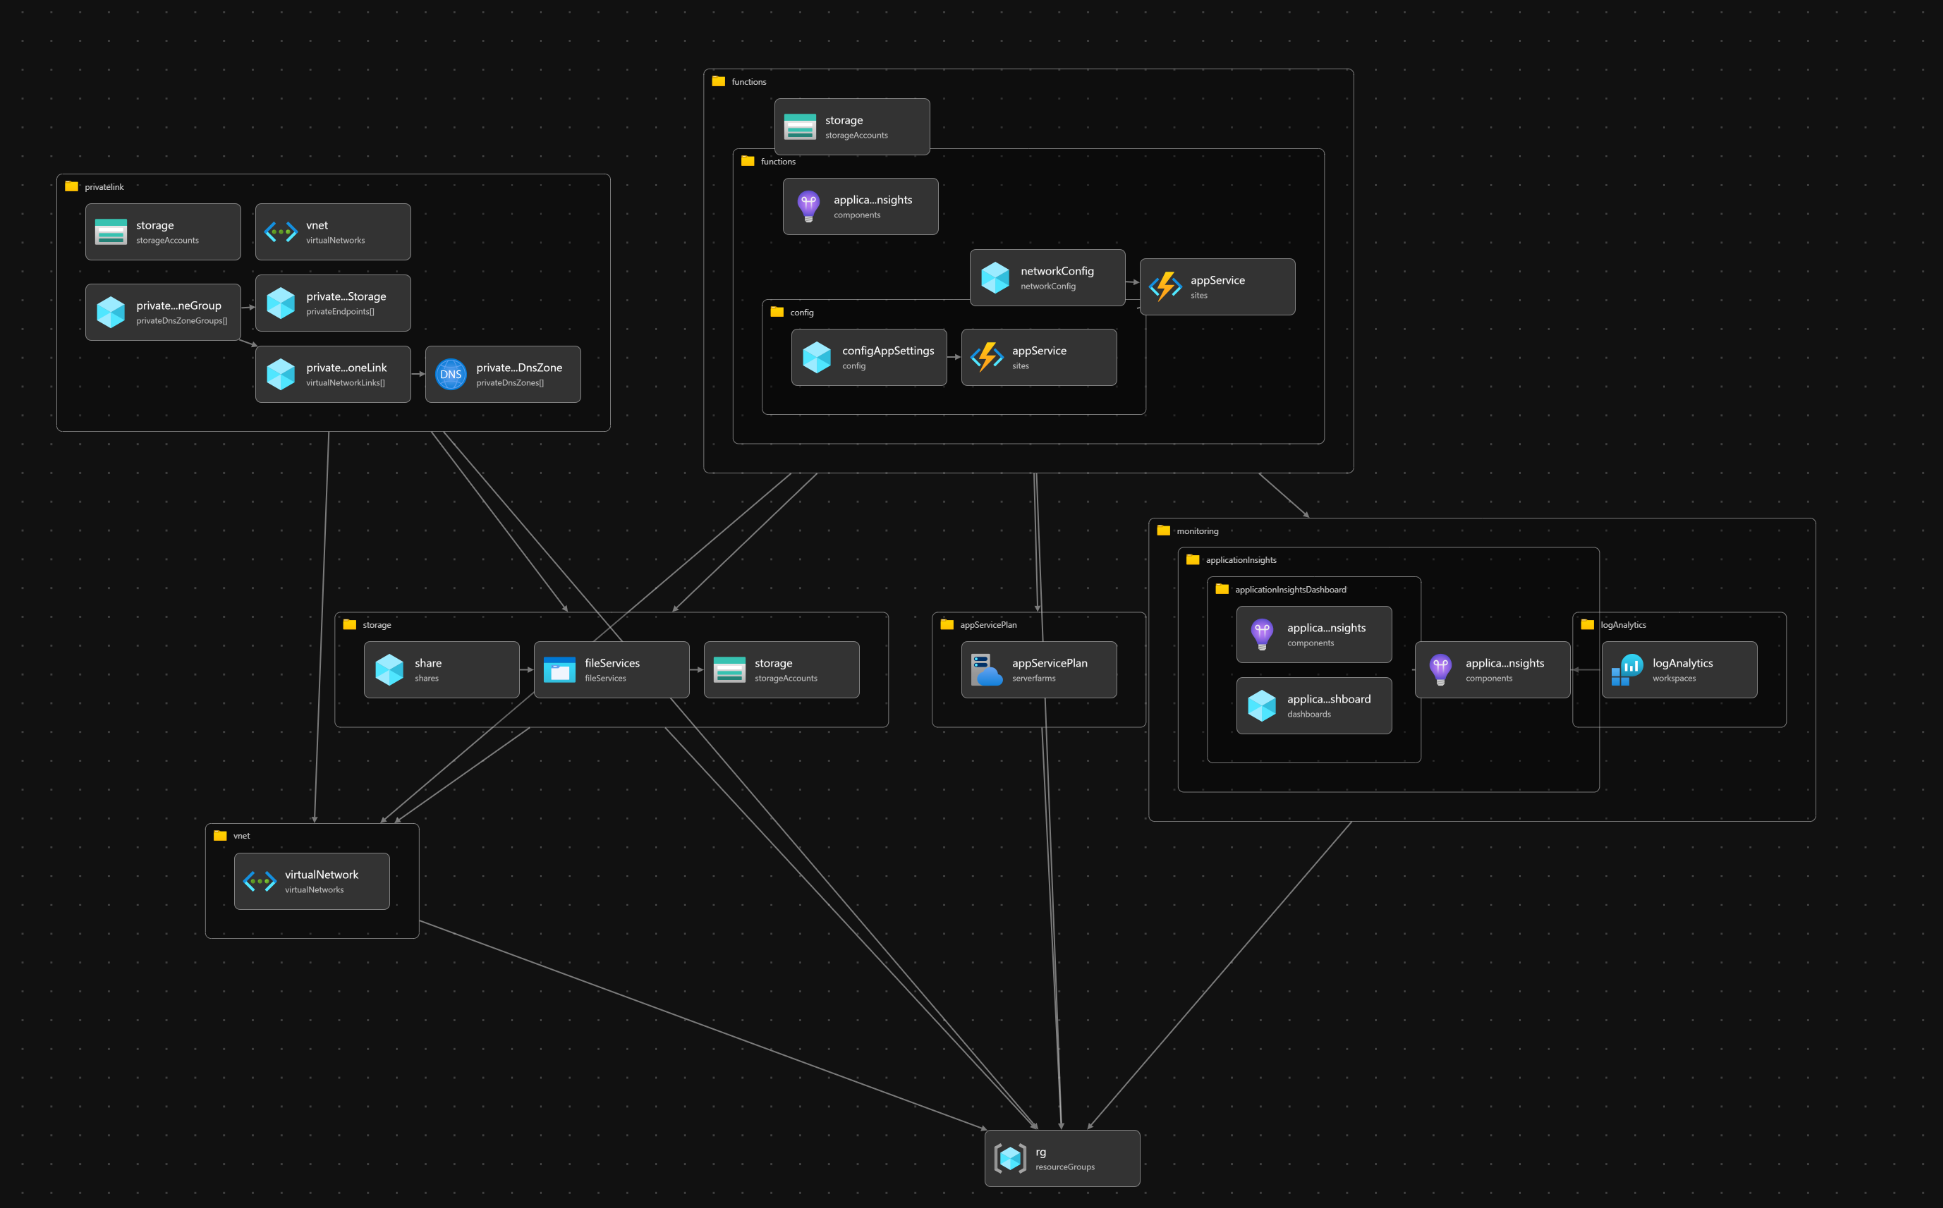 functions
storage
storageAccounts
functions
applica...nsights
components
networkConfig
networkConfig
appService
sites
config
configAppSettings
config
appService
sites
privatelink
storage
storageAccounts
vnet
virtualNetworks
private...neGroup
privateDnsZoneGroups[]
private...Storage
privateEndpoints[]
private...oneLink
virtualNetworkLinks[]
DNS
private...DnsZone
privateDnsZones[]
storage
share
shares
fileServices
fileServices
storage
storageAccounts
appServicePlan
appServicePlan
serverfarms
monitoring
applicationInsights
applicationInsightsDashboard
applica...nsights
components
applica...shboard
dashboards
applica...nsights
components
logAnalytics
logAnalytics
workspaces
vnet
virtualNetwork
virtualNetworks
rg
resourceGroups